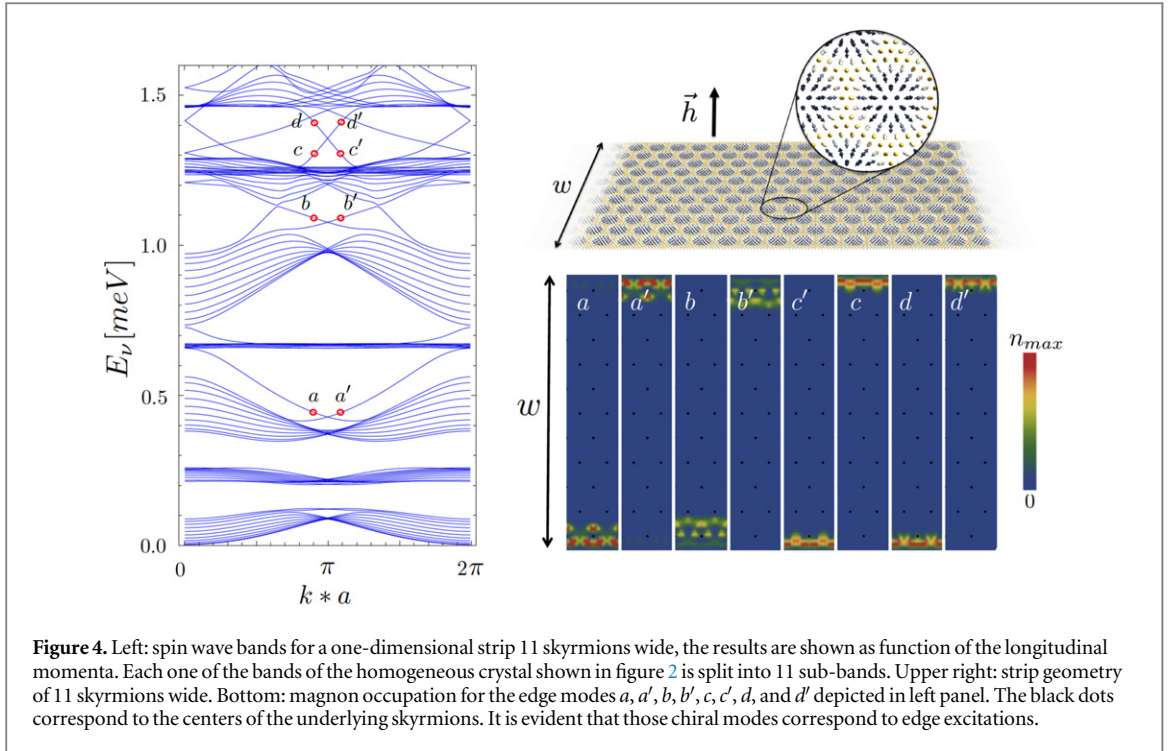 1.5
1.0
0.5
0.0
E_ν [meV]
0
π
2π
k ∗ a
d
d′
c
c′
b
b′
a
a′
h⃗
w
w
a
a′
b
b′
c′
c
d
d′
n_max
0
Figure 4. Left: spin wave bands for a one-dimensional strip 11 skyrmions wide, the results are shown as function of the longitudinal
momenta. Each one of the bands of the homogeneous crystal shown in figure 2 is split into 11 sub-bands. Upper right: strip geometry
of 11 skyrmions wide. Bottom: magnon occupation for the edge modes a, a′, b, b′, c, c′, d, and d′ depicted in left panel. The black dots
correspond to the centers of the underlying skyrmions. It is evident that those chiral modes correspond to edge excitations.